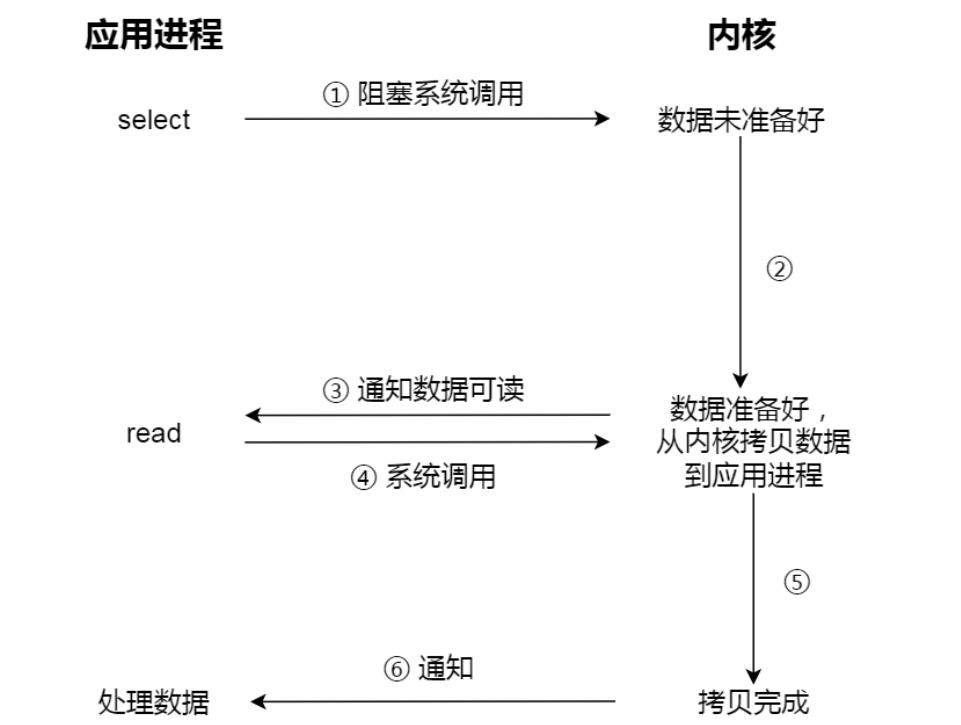 应用进程
内核
① 阻塞系统调用
select
数据未准备好
②
③ 通知数据可读
read
数据准备好，
从内核拷贝数据
到应用进程
④ 系统调用
⑤
⑥ 通知
处理数据
拷贝完成